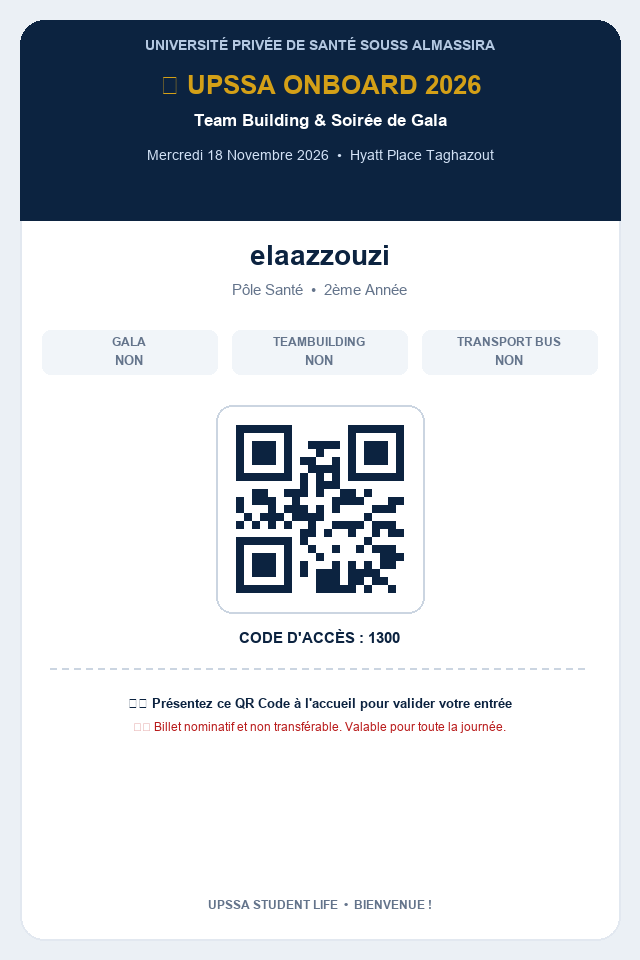 UNIVERSITÉ PRIVÉE DE SANTÉ SOUSS ALMASSIRA
UPSSA ONBOARD 2026
Team Building & Soirée de Gala
Mercredi 18 Novembre 2026 • Hyatt Place Taghazout
elaazzouzi
Pôle Santé • 2ème Année
GALA
NON
TEAMBUILDING
NON
TRANSPORT BUS
NON
CODE D'ACCÈS : 1300
Présentez ce QR Code à l'accueil pour valider votre entrée
Billet nominatif et non transférable. Valable pour toute la journée.
UPSSA STUDENT LIFE • BIENVENUE !